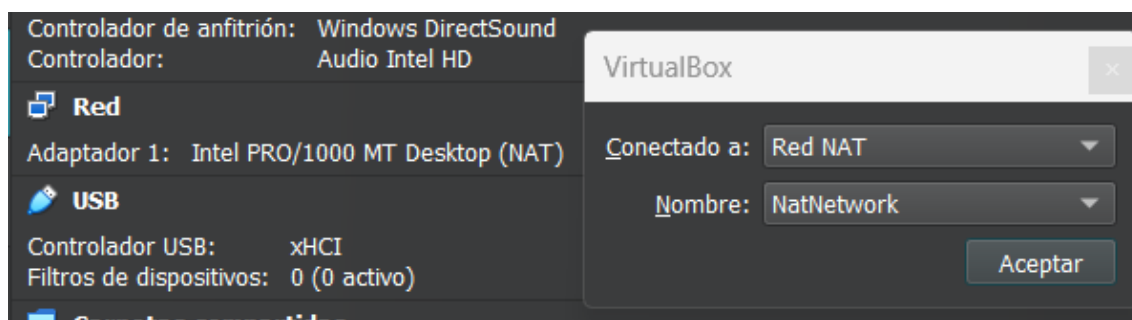 Controlador de anfitrión: Windows DirectSound
Controlador: Audio Intel HD
Red
Adaptador 1: Intel PRO/1000 MT Desktop (NAT)
USB
Controlador USB: xHCI
Filtros de dispositivos: 0 (0 activo)
VirtualBox
Conectado a: Red NAT
Nombre: NatNetwork
Aceptar